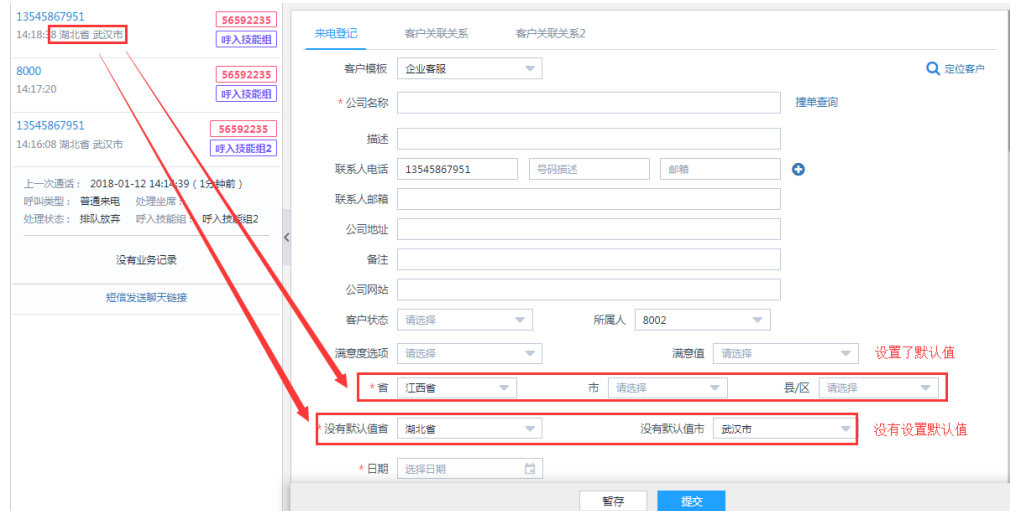 13545867951 56592235
14:18:38 湖北省 武汉市 呼入技能组
8000 56592235
14:17:20 呼入技能组
13545867951 56592235
14:16:08 湖北省 武汉市 呼入技能组2
上一次通话： 2018-01-12 14:14:39 ( 1分钟前 )
呼叫类型： 普通来电 处理坐席：
处理状态： 排队放弃 呼入技能组： 呼入技能组2
没有业务记录
短信发送聊天链接
来电登记 客户关联关系 客户关联关系2
客户模板 企业客服 定位客户
* 公司名称 撞单查询
描述
联系人电话 13545867951 号码描述 邮箱
联系人邮箱
公司地址
备注
公司网站
客户状态 请选择 所属人 8002
满意度选项 请选择 满意值 请选择 设置了默认值
* 省 江西省 市 请选择 县/区 请选择
* 没有默认值省 湖北省 没有默认值市 武汉市 没有设置默认值
* 日期 选择日期
暂存 提交